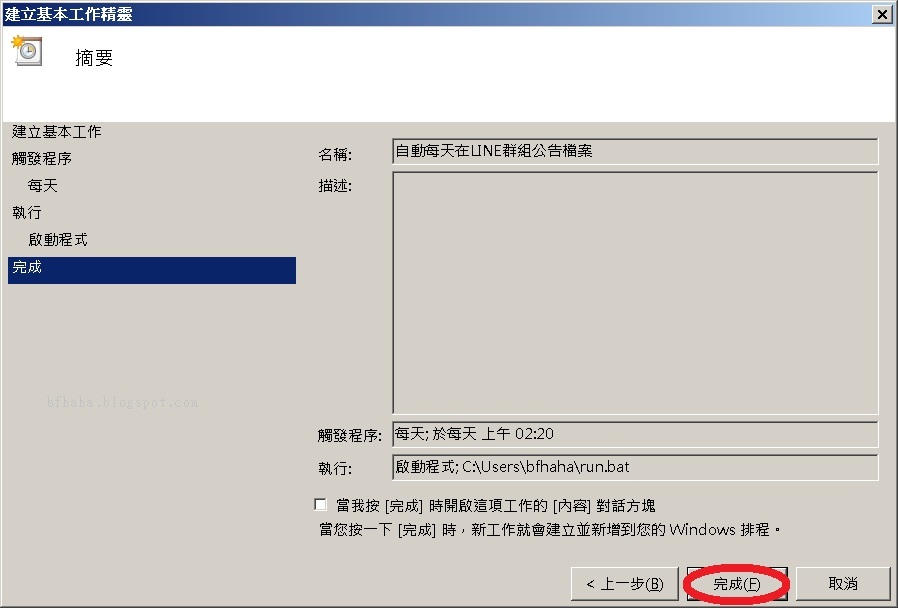 建立基本工作精靈
摘要
建立基本工作
觸發程序
每天
執行
啟動程式
完成
名稱: 自動每天在LINE群組公告檔案
描述:
bfhaha.blogspot.com
觸發程序: 每天; 於每天 上午 02:20
執行: 啟動程式; C:\Users\bfhaha\run.bat
當我按 [完成] 時開啟這項工作的 [內容] 對話方塊
當您按一下 [完成] 時，新工作就會建立並新增到您的 Windows 排程。
< 上一步(B) 完成(F) 取消